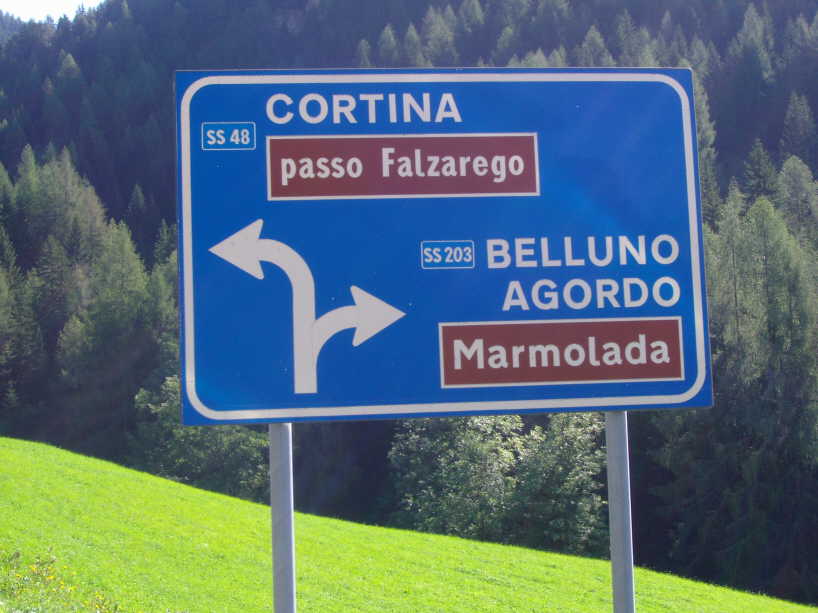 CORTINA
SS 48
passo Falzarego
SS 203 BELLUNO
AGORDO
Marmolada